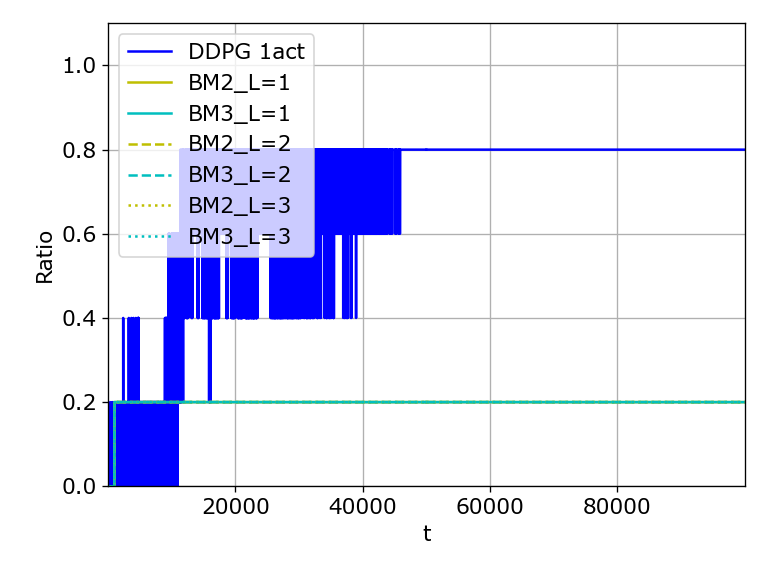 DDPG 1act
BM2_L=1
BM3_L=1
BM2_L=2
BM3_L=2
BM2_L=3
BM3_L=3
1.0
0.8
0.6
0.4
0.2
0.0
Ratio
20000 40000 60000 80000
t